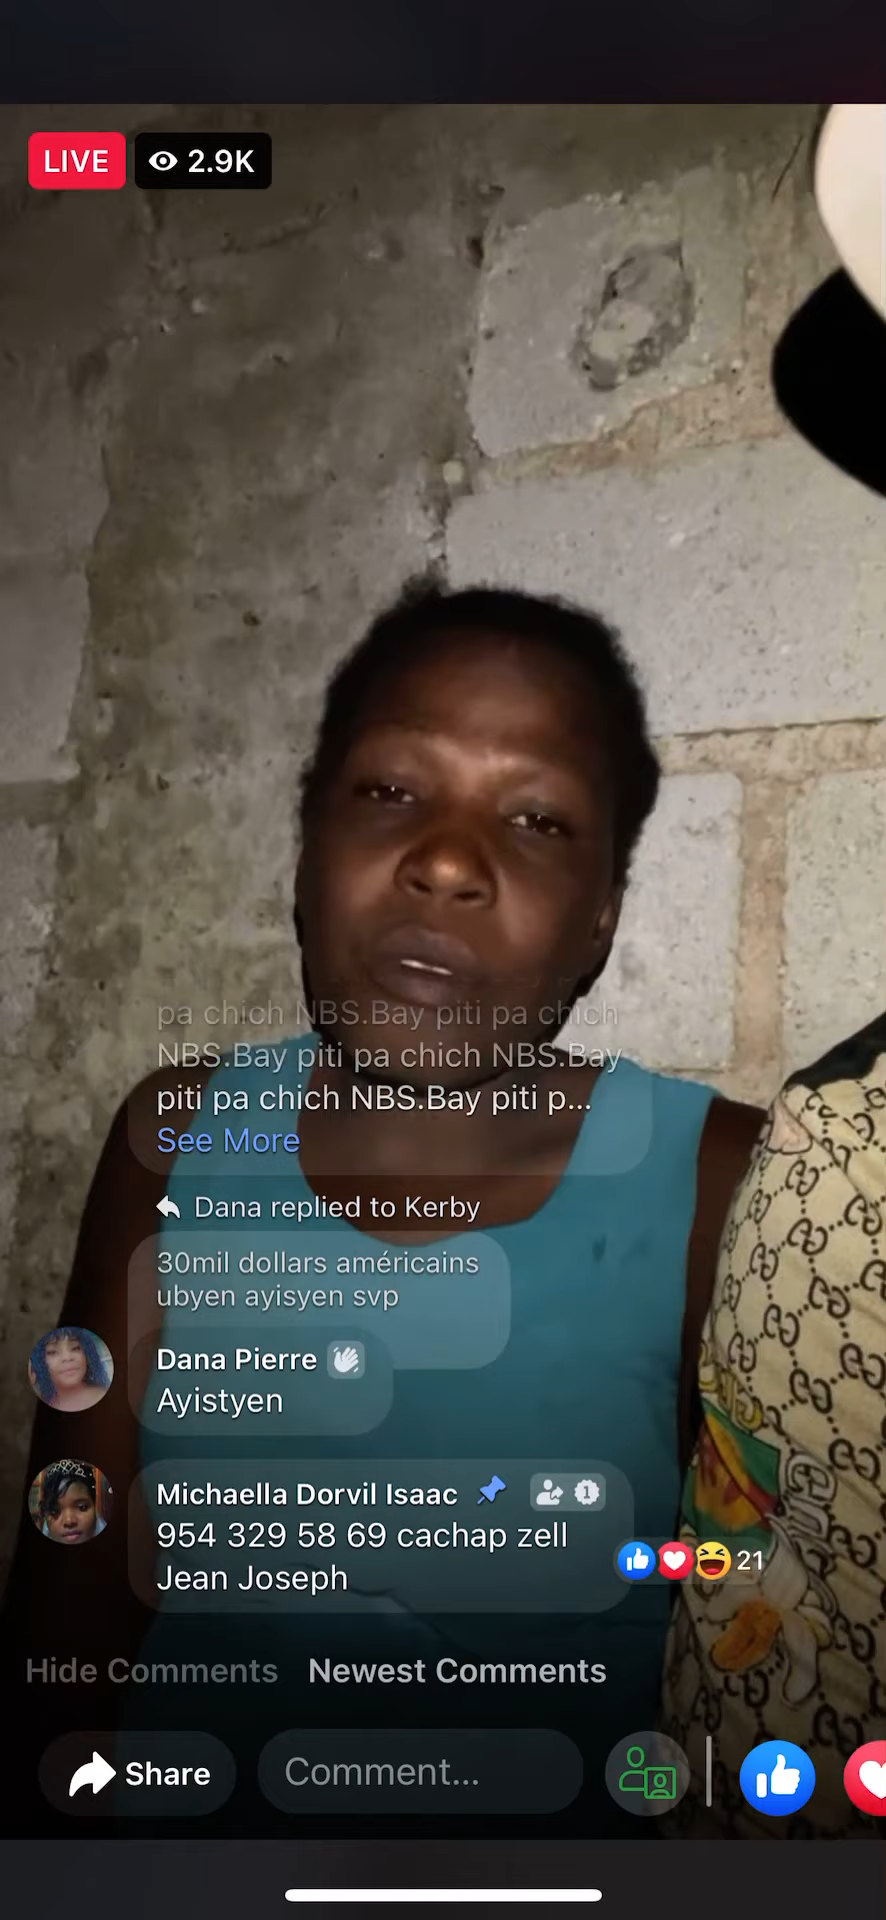 LIVE 2.9K
pa chich NBS.Bay piti pa chich
NBS.Bay piti pa chich NBS.Bay
piti pa chich NBS.Bay piti p...
See More
Dana replied to Kerby
30mil dollars américains
ubyen ayisyen svp
Dana Pierre
Ayistyen
Michaella Dorvil Isaac 1
954 329 58 69 cachap zell
Jean Joseph
21
Hide Comments Newest Comments
Share Comment...